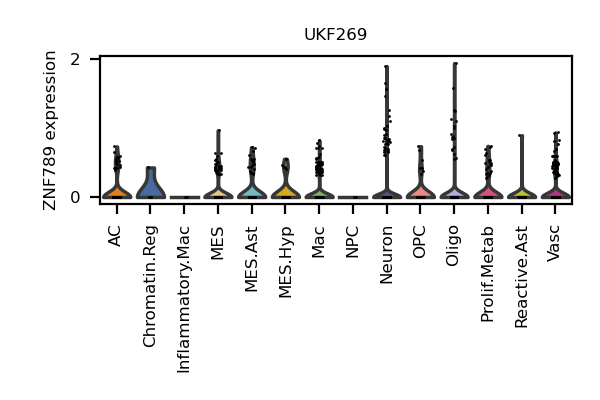 UKF269
ZNF789 expression
2
0
AC
Chromatin.Reg
Inflammatory.Mac
MES
MES.Ast
MES.Hyp
Mac
NPC
Neuron
OPC
Oligo
Prolif.Metab
Reactive.Ast
Vasc